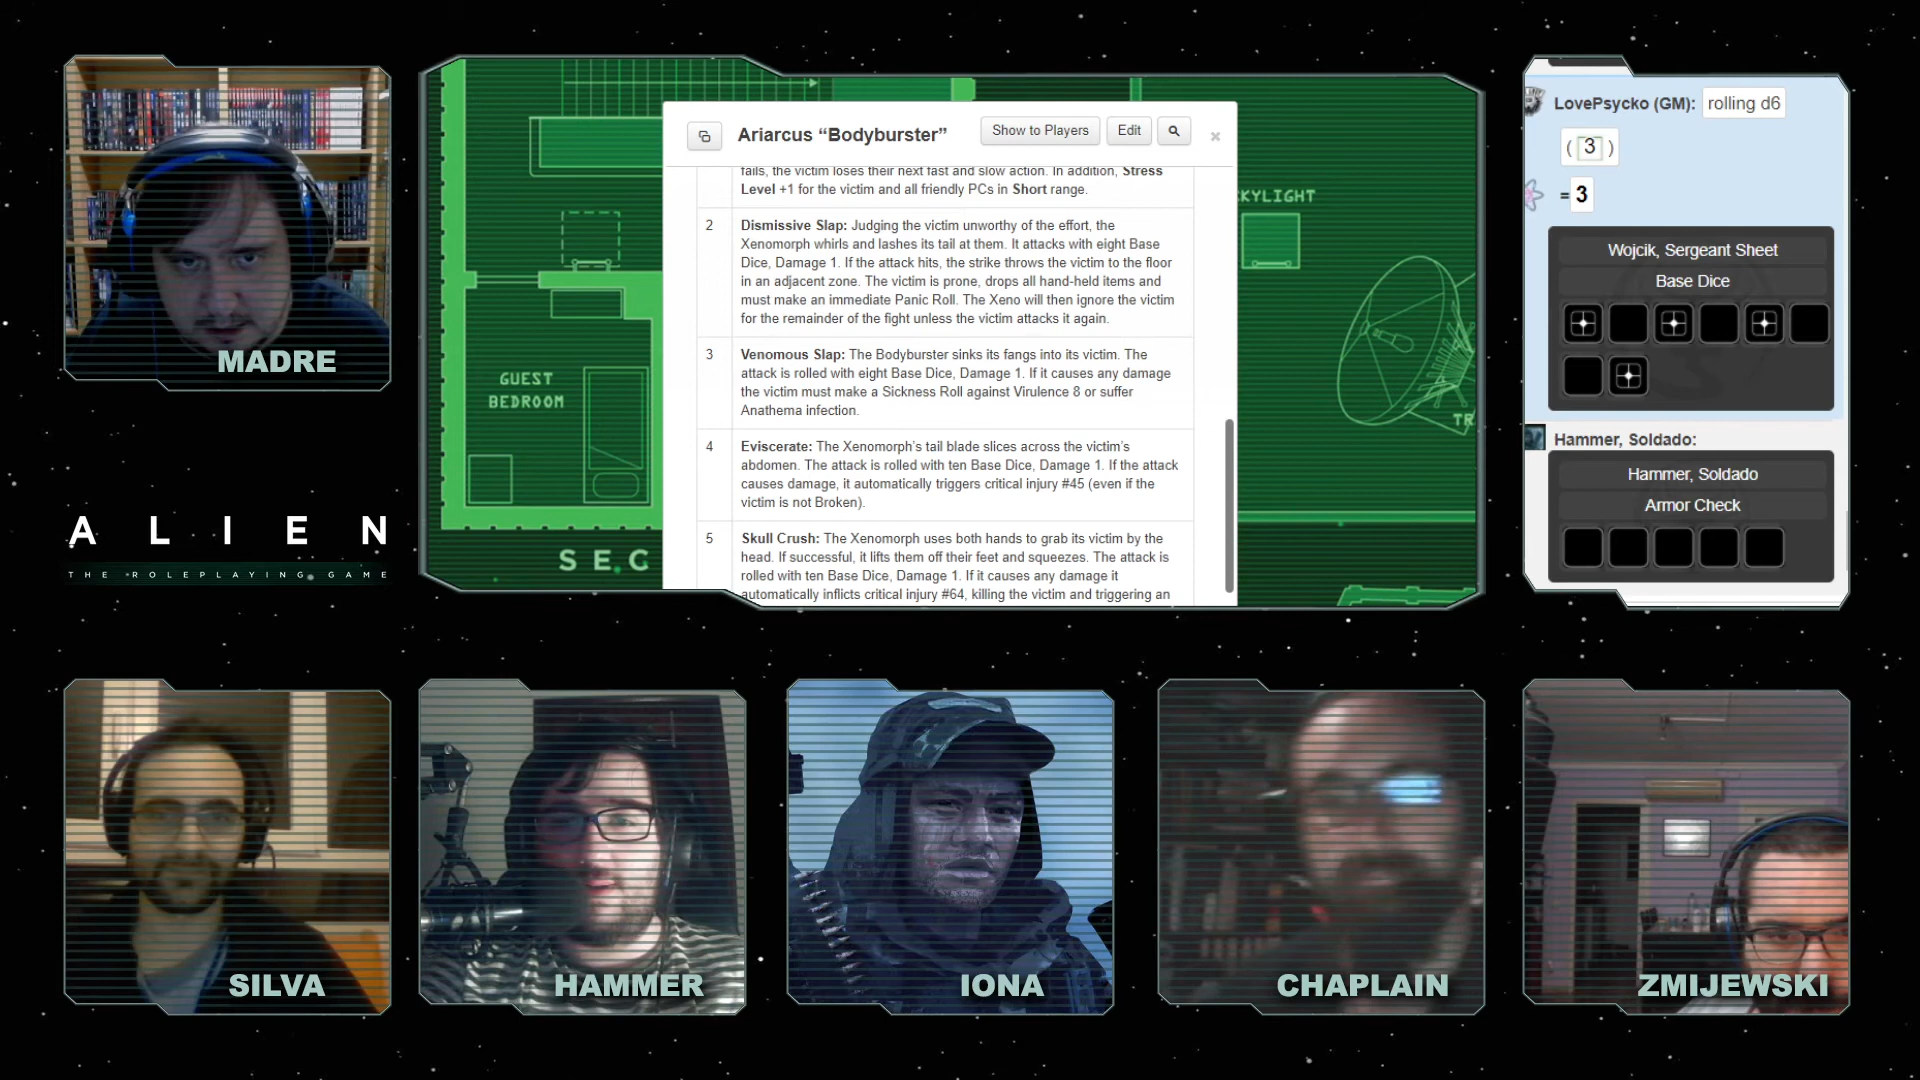 MADRE
A L I E N
THE ROLEPLAYING GAME
KYLIGHT
GUEST
BEDROOM
SEC
TR
Ariarcus “Bodyburster”
Show to Players
Edit
×
fails, the victim loses their next fast and slow action. In addition, Stress
Level +1 for the victim and all friendly PCs in Short range.
2
Dismissive Slap: Judging the victim unworthy of the effort, the
Xenomorph whirls and lashes its tail at them. It attacks with eight Base
Dice, Damage 1. If the attack hits, the strike throws the victim to the floor
in an adjacent zone. The victim is prone, drops all hand-held items and
must make an immediate Panic Roll. The Xeno will then ignore the victim
for the remainder of the fight unless the victim attacks it again.
3
Venomous Slap: The Bodyburster sinks its fangs into its victim. The
attack is rolled with eight Base Dice, Damage 1. If it causes any damage
the victim must make a Sickness Roll against Virulence 8 or suffer
Anathema infection.
4
Eviscerate: The Xenomorph’s tail blade slices across the victim’s
abdomen. The attack is rolled with ten Base Dice, Damage 1. If the attack
causes damage, it automatically triggers critical injury #45 (even if the
victim is not Broken).
5
Skull Crush: The Xenomorph uses both hands to grab its victim by the
head. If successful, it lifts them off their feet and squeezes. The attack is
rolled with ten Base Dice, Damage 1. If it causes any damage it
automatically inflicts critical injury #64, killing the victim and triggering an
LovePsycko (GM): rolling d6
( 3 )
= 3
Wojcik, Sergeant Sheet
Base Dice
Hammer, Soldado:
Hammer, Soldado
Armor Check
SILVA
HAMMER
IONA
CHAPLAIN
ZMIJEWSKI